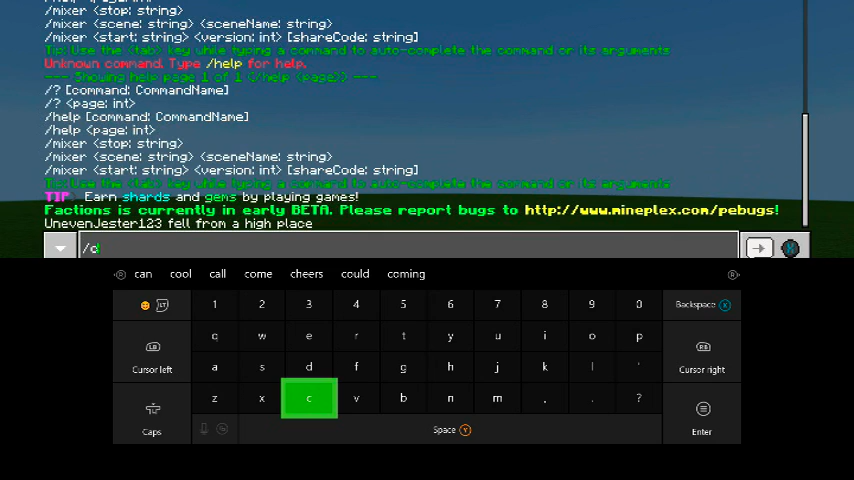 /mixer <stop: string>
/mixer <scene: string> <sceneName: string>
/mixer <start: string> <version: int> [shareCode: string]
Tip: Use the <tab> key while typing a command to auto-complete the command or its arguments
Unknown command. Type /help for help.
--- Showing help page 1 of 1 (/help <page>) ---
/? [command: CommandName]
/? <page: int>
/help [command: CommandName]
/help <page: int>
/mixer <stop: string>
/mixer <scene: string> <sceneName: string>
/mixer <start: string> <version: int> [shareCode: string]
Tip: Use the <tab> key while typing a command to auto-complete the command or its arguments
TIP Earn shards and gems by playing games!
Factions is currently in early BETA. Please report bugs to http://www.mineplex.com/pebugs!
UnevenJester123 fell from a high place
/c
can cool call come cheers could coming
LT 1 2 3 4 5 6 7 8 9 0 Backspace X
q w e r t y u i o p
LB Cursor left a s d f g h j k l ' RB Cursor right
z x c v b n m , . ?
Caps Space Y Enter